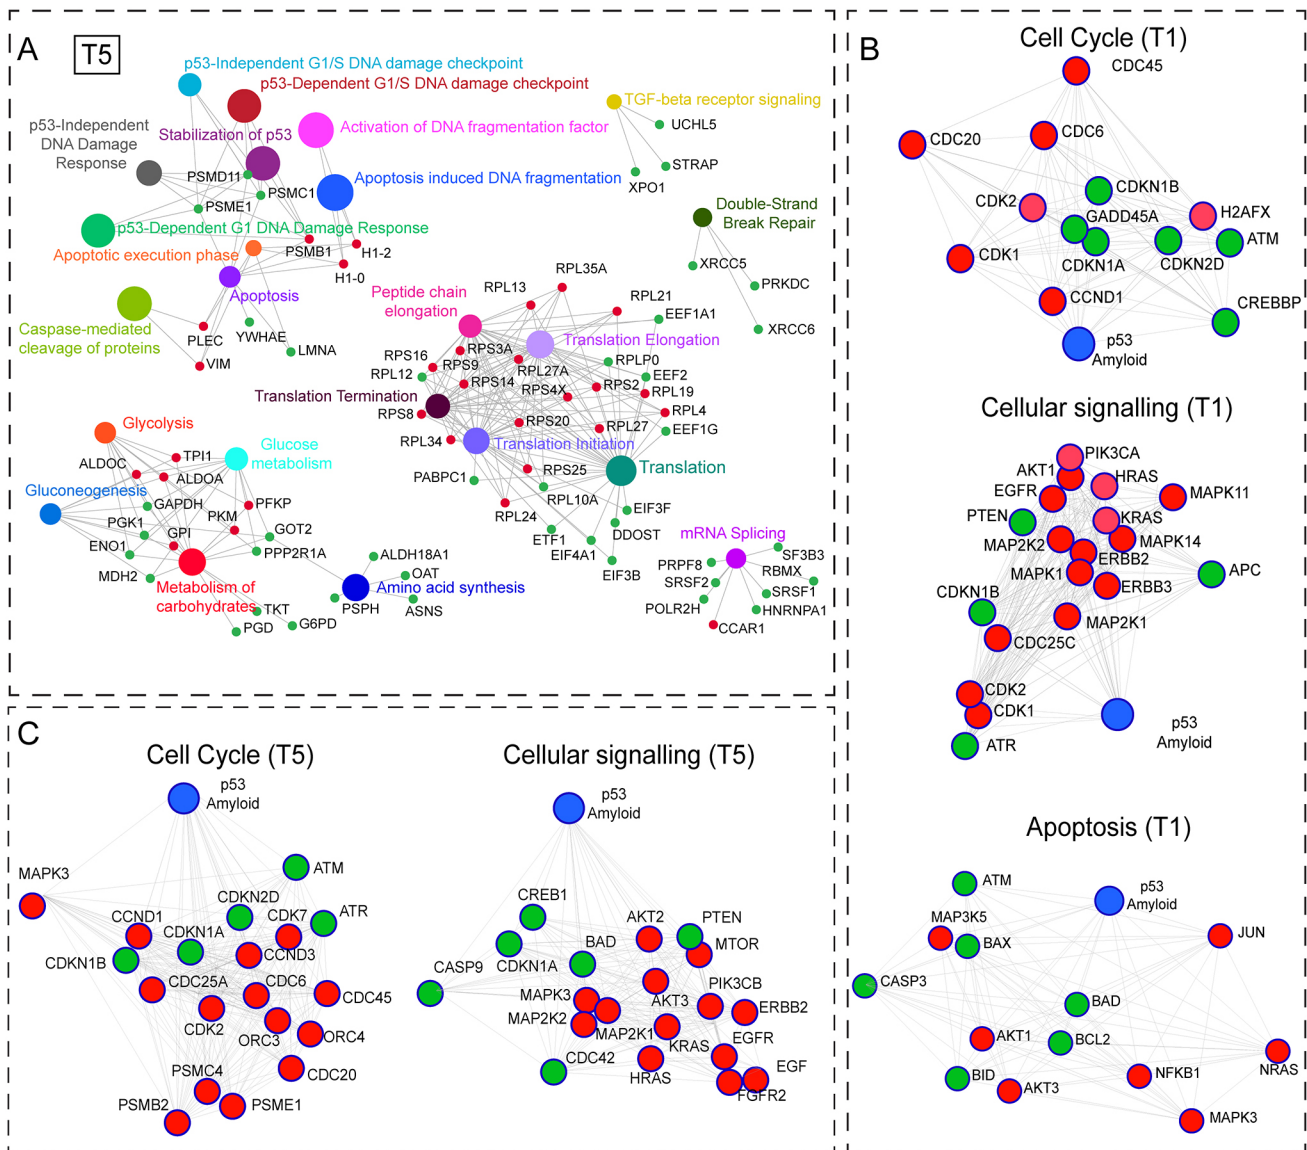 A
T5
p53-Independent G1/S DNA damage checkpoint
p53-Dependent G1/S DNA damage checkpoint
p53-Independent
DNA Damage
Response
Stabilization of p53
Activation of DNA fragmentation factor
PSMD11
PSMC1
Apoptosis induced DNA fragmentation
PSME1
p53-Dependent G1 DNA Damage Response
Apoptotic execution phase
PSMB1
H1-2
H1-0
Apoptosis
Caspase-mediated
cleavage of proteins
PLEC
YWHAE
LMNA
VIM
TGF-beta receptor signaling
UCHL5
STRAP
XPO1
Double-Strand
Break Repair
XRCC5
PRKDC
XRCC6
RPL35A
RPL13
RPL21
Peptide chain
elongation
EEF1A1
Translation Elongation
RPS16
RPS3A
RPLP0
RPL12
RPS9
RPL27A
EEF2
RPS14
RPS4X
RPS2
RPL19
Translation Termination
RPS8
RPL4
RPS20
RPL27
EEF1G
RPL34
Translation Initiation
Translation
PABPC1
RPS25
RPL10A
RPL24
EIF3F
ETF1
DDOST
EIF4A1
EIF3B
Glycolysis
Glucose
metabolism
ALDOC
TPI1
ALDOA
Gluconeogenesis
GAPDH
PFKP
PGK1
PKM
GPI
GOT2
ENO1
PPP2R1A
MDH2
Metabolism of
carbohydrates
TKT
PGD
G6PD
ALDH18A1
OAT
Amino acid synthesis
PSPH
ASNS
mRNA Splicing
SF3B3
PRPF8
RBMX
SRSF2
SRSF1
POLR2H
HNRNPA1
CCAR1
B
Cell Cycle (T1)
CDC45
CDC20
CDC6
CDKN1B
CDK2
GADD45A
H2AFX
CDK1
CDKN1A
CDKN2D
ATM
CCND1
CREBBP
p53
Amyloid
Cellular signalling (T1)
PIK3CA
AKT1
HRAS
EGFR
MAPK11
PTEN
KRAS
MAP2K2
MAPK14
ERBB2
MAPK1
APC
ERBB3
CDKN1B
MAP2K1
CDC25C
CDK2
CDK1
p53
Amyloid
ATR
Apoptosis (T1)
ATM
p53
Amyloid
MAP3K5
BAX
JUN
CASP3
BAD
AKT1
BCL2
NRAS
BID
AKT3
NFKB1
MAPK3
C
Cell Cycle (T5)
p53
Amyloid
MAPK3
ATM
CDKN2D
CCND1
CDK7
ATR
CDKN1A
CCND3
CDKN1B
CDC25A
CDC6
CDC45
CDK2
ORC3
ORC4
CDC20
PSMC4
PSMB2
PSME1
Cellular signalling (T5)
p53
Amyloid
CREB1
AKT2
PTEN
BAD
MTOR
CASP9
CDKN1A
PIK3CB
MAPK3
AKT3
ERBB2
MAP2K2
MAP2K1
KRAS
EGFR
CDC42
HRAS
EGF
FGFR2